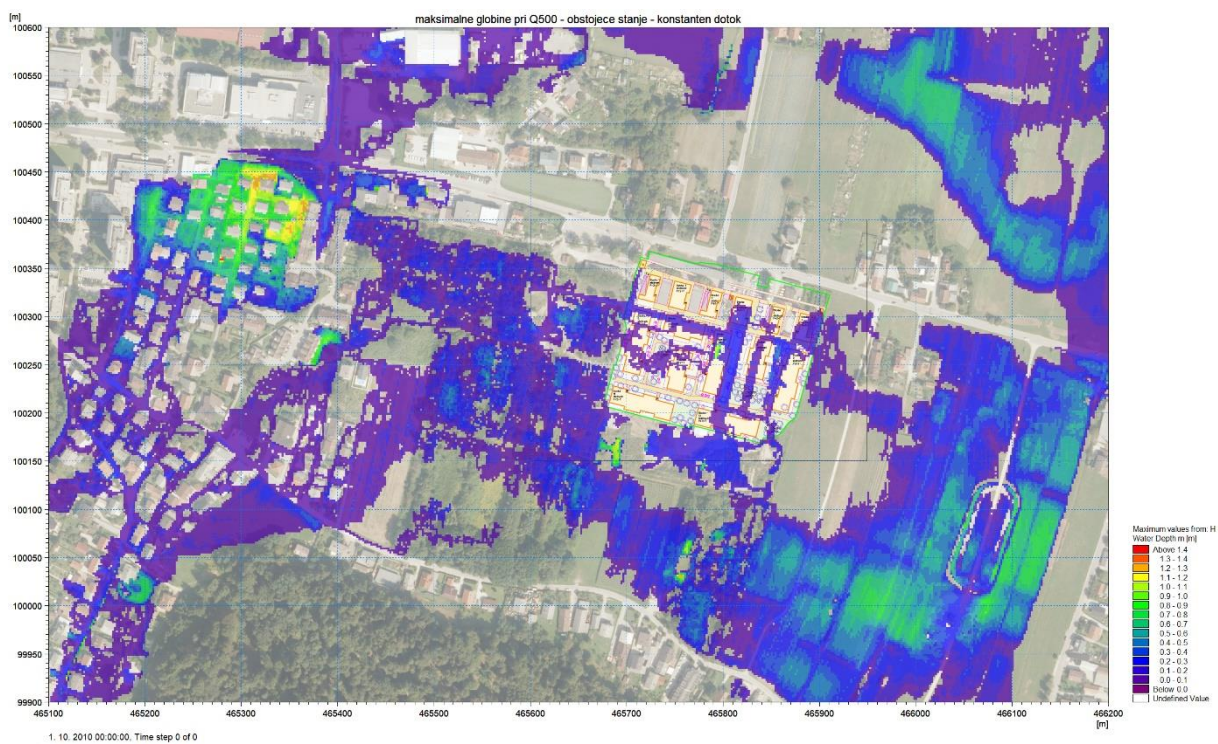 maksimalne globine pri Q500 - obstojece stanje - konstanten dotok
[m]
100600
100550
100500
100450
100400
100350
100300
100250
100200
100150
100100
100050
100000
99950
99900
465100 465200 465300 465400 465500 465600 465700 465800 465900 466000 466100 466200
[m]
Maximum values from: H
Water Depth m [m]
Above 1.4
1.3 - 1.4
1.2 - 1.3
1.1 - 1.2
1.0 - 1.1
0.9 - 1.0
0.8 - 0.9
0.7 - 0.8
0.6 - 0.7
0.5 - 0.6
0.4 - 0.5
0.3 - 0.4
0.2 - 0.3
0.1 - 0.2
0.0 - 0.1
Below 0.0
Undefined Value
1. 10. 2010 00:00:00, Time step 0 of 0